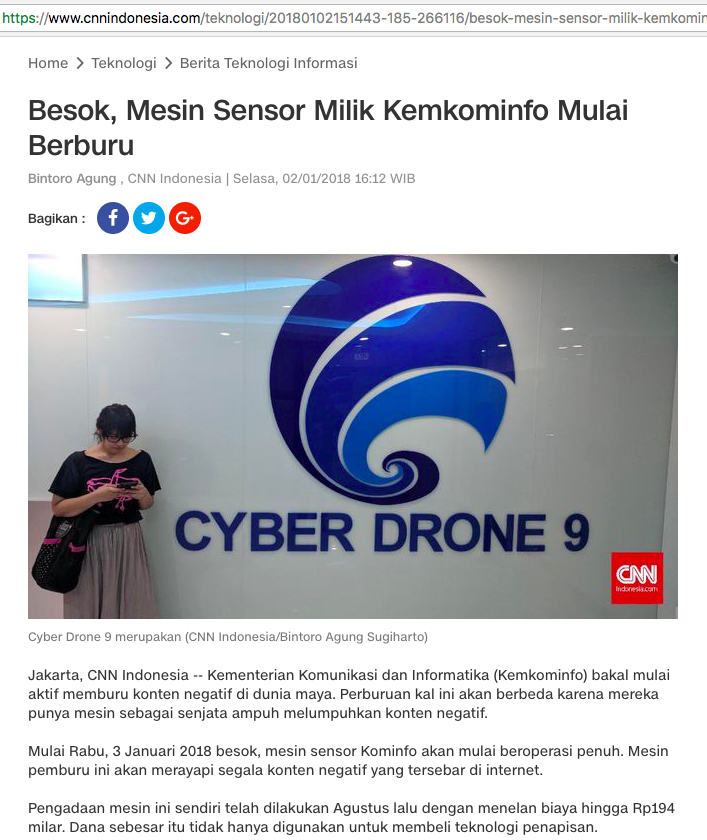 https://www.cnnindonesia.com/teknologi/20180102151443-185-266116/besok-mesin-sensor-milik-kemkomin
Home > Teknologi > Berita Teknologi Informasi
Besok, Mesin Sensor Milik Kemkominfo Mulai
Berburu
Bintoro Agung , CNN Indonesia | Selasa, 02/01/2018 16:12 WIB
Bagikan :
CYBER DRONE 9
CNN
Indonesia.com
Cyber Drone 9 merupakan (CNN Indonesia/Bintoro Agung Sugiharto)
Jakarta, CNN Indonesia -- Kementerian Komunikasi dan Informatika (Kemkominfo) bakal mulai
aktif memburu konten negatif di dunia maya. Perburuan kal ini akan berbeda karena mereka
punya mesin sebagai senjata ampuh melumpuhkan konten negatif.
Mulai Rabu, 3 Januari 2018 besok, mesin sensor Kominfo akan mulai beroperasi penuh. Mesin
pemburu ini akan merayapi segala konten negatif yang tersebar di internet.
Pengadaan mesin ini sendiri telah dilakukan Agustus lalu dengan menelan biaya hingga Rp194
miliar. Dana sebesar itu tidak hanya digunakan untuk membeli teknologi penapisan.